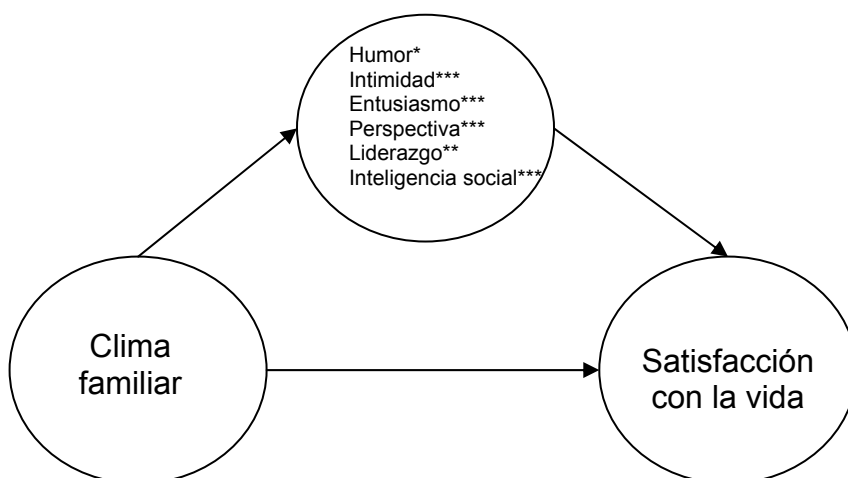 Humor*
Intimidad***
Entusiasmo***
Perspectiva***
Liderazgo**
Inteligencia social***
Clima
familiar
Satisfacción
con la vida